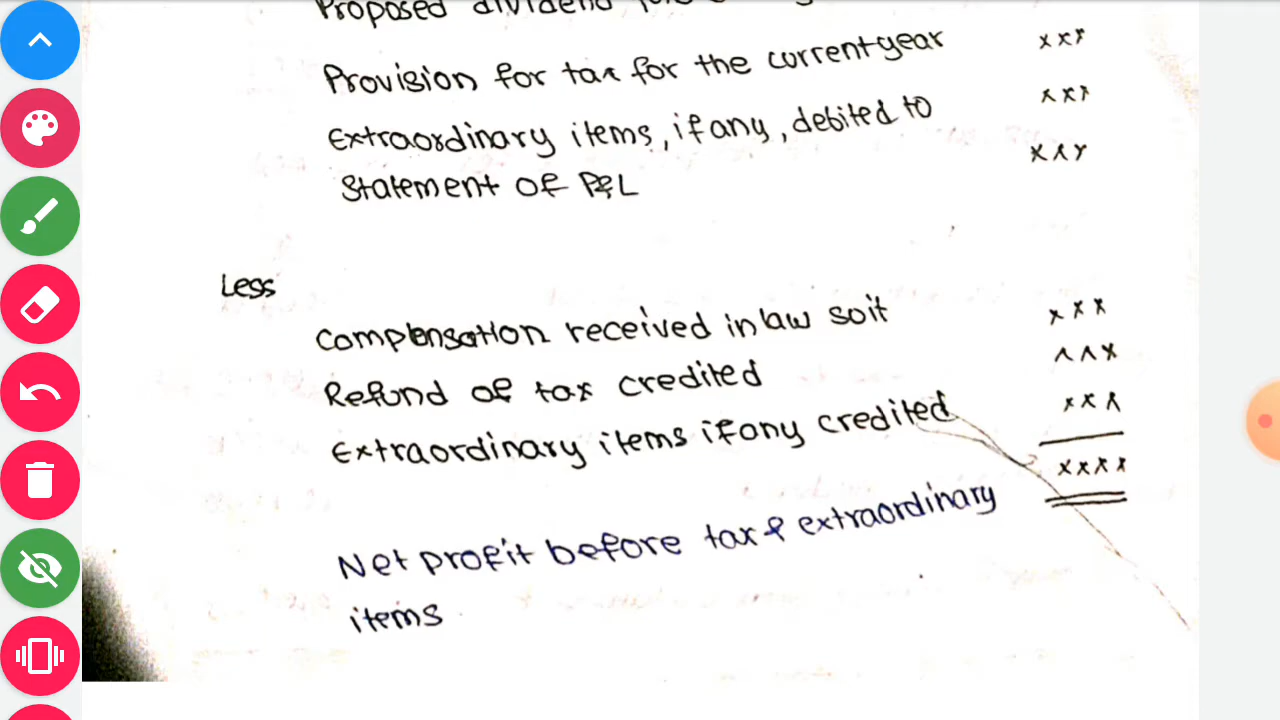 Proposed dividend
Provision for tax for the current year xxx
Extraordinary items, if any, debited to xxx
Statement of P&L xxx
Less
Compensation received in law soit xxx
Refund of tax credited xxx
Extraordinary items if any credited xxx
xxxx
Net profit before tax & extraordinary
items